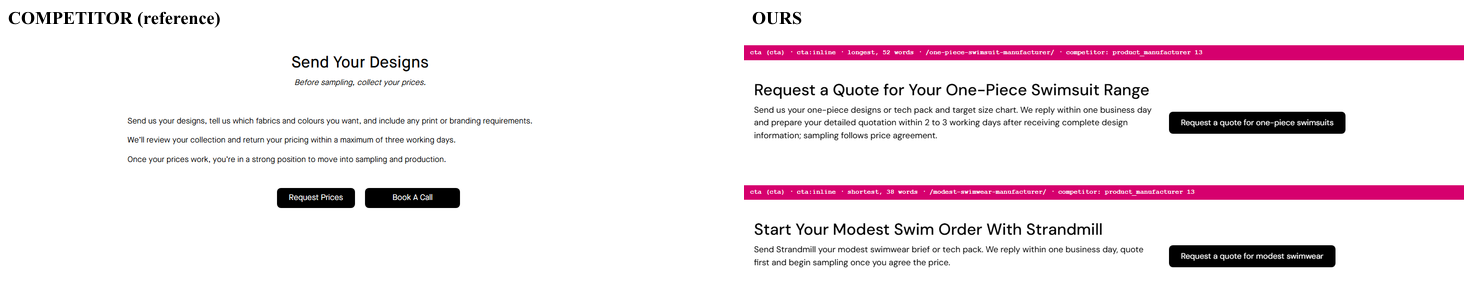 COMPETITOR (reference)
Send Your Designs
Before sampling, collect your prices.
Send us your designs, tell us which fabrics and colours you want, and include any print or branding requirements.
We'll review your collection and return your pricing within a maximum of three working days.
Once your prices work, you're in a strong position to move into sampling and production.
Request Prices
Book A Call
OURS
cta (cta) · cta:inline · longest, 52 words · /one-piece-swimsuit-manufacturer/ · competitor: product_manufacturer 13
Request a Quote for Your One-Piece Swimsuit Range
Send us your one-piece designs or tech pack and target size chart. We reply within one business day
and prepare your detailed quotation within 2 to 3 working days after receiving complete design
information; sampling follows price agreement.
Request a quote for one-piece swimsuits
cta (cta) · cta:inline · shortest, 38 words · /modest-swimwear-manufacturer/ · competitor: product_manufacturer 13
Start Your Modest Swim Order With Strandmill
Send Strandmill your modest swimwear brief or tech pack. We reply within one business day, quote
first and begin sampling once you agree the price.
Request a quote for modest swimwear